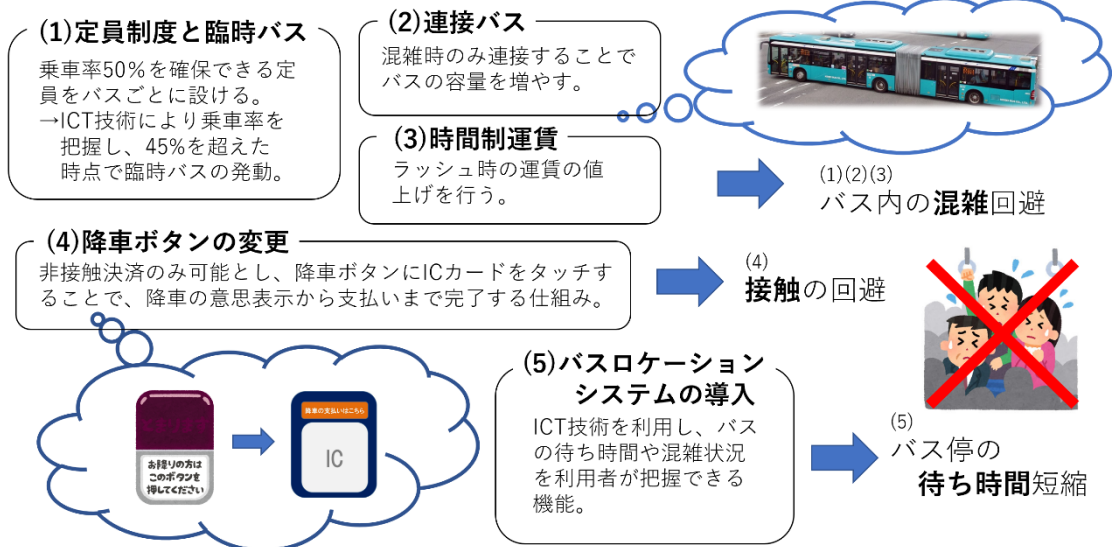 (1)定員制度と臨時バス
乗車率50%を確保できる定
員をバスごとに設ける。
→ICT技術により乗車率を
把握し、45%を超えた
時点で臨時バスの発動。
(2)連接バス
混雑時のみ連接することで
バスの容量を増やす。
(3)時間制運賃
ラッシュ時の運賃の値
上げを行う。
(1)(2)(3)
バス内の混雑回避
(4)降車ボタンの変更
非接触決済のみ可能とし、降車ボタンにICカードをタッチす
ることで、降車の意思表示から支払いまで完了する仕組み。
(4)
接触の回避
お降りの方は
このボタンを
押してください
降車の支払いはこちら
IC
(5)バスロケーション
システムの導入
ICT技術を利用し、バス
の待ち時間や混雑状況
を利用者が把握できる
機能。
(5)
バス停の
待ち時間短縮